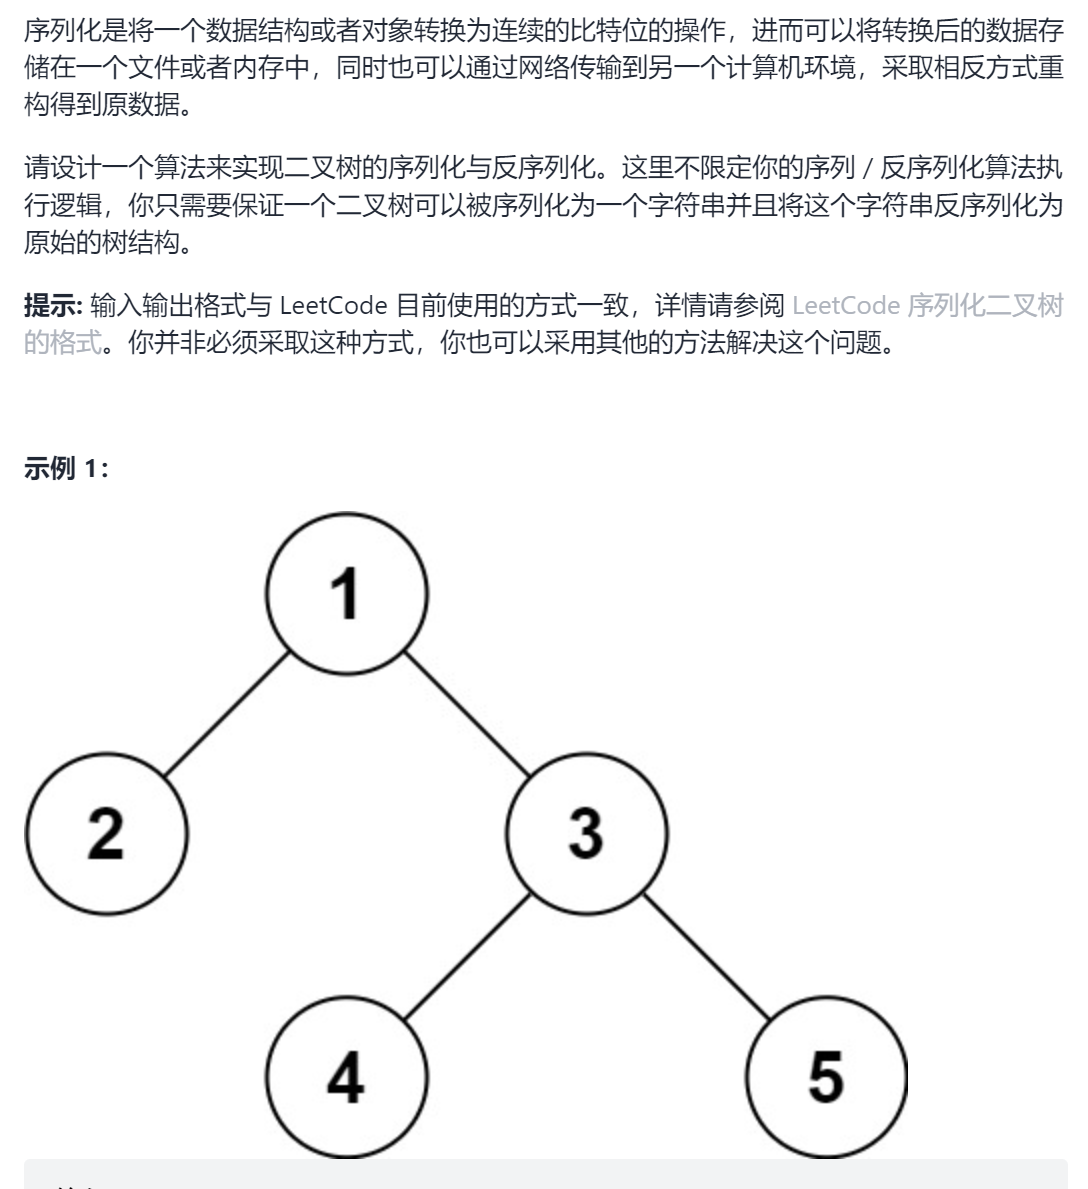 序列化是将一个数据结构或者对象转换为连续的比特位的操作，进而可以将转换后的数据存
储在一个文件或者内存中，同时也可以通过网络传输到另一个计算机环境，采取相反方式重
构得到原数据。
请设计一个算法来实现二叉树的序列化与反序列化。这里不限定你的序列 / 反序列化算法执
行逻辑，你只需要保证一个二叉树可以被序列化为一个字符串并且将这个字符串反序列化为
原始的树结构。
提示: 输入输出格式与 LeetCode 目前使用的方式一致，详情请参阅 LeetCode 序列化二叉树
的格式。你并非必须采取这种方式，你也可以采用其他的方法解决这个问题。
示例 1：
1
2
3
4
5